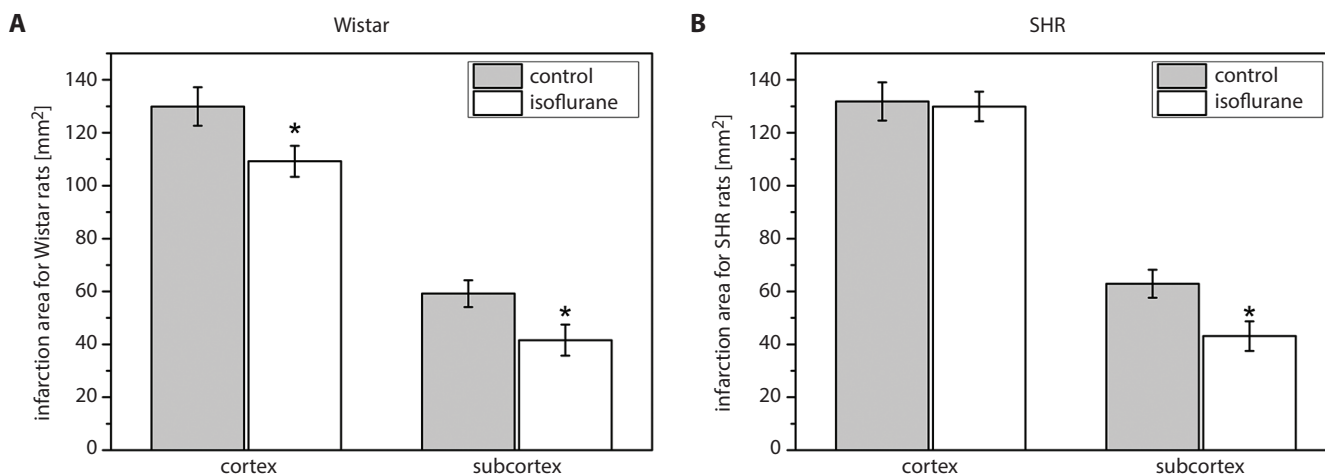 A
Wistar
infarction area for Wistar rats [mm²]
140
120
100
80
60
40
20
0
control
isoflurane
*
*
cortex
subcortex
B
SHR
infarction area for SHR rats [mm²]
140
120
100
80
60
40
20
0
control
isoflurane
*
cortex
subcortex